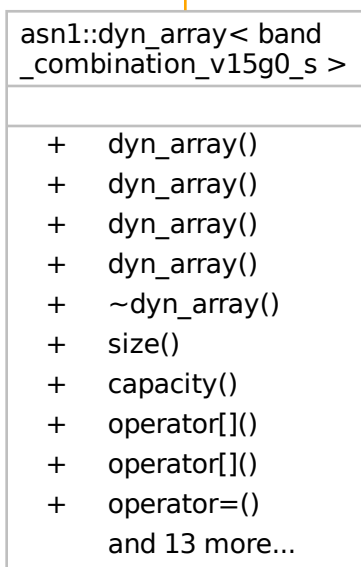 asn1::dyn_array< band
_combination_v15g0_s >
+ dyn_array()
+ dyn_array()
+ dyn_array()
+ dyn_array()
+ ~dyn_array()
+ size()
+ capacity()
+ operator[]()
+ operator[]()
+ operator=()
and 13 more...